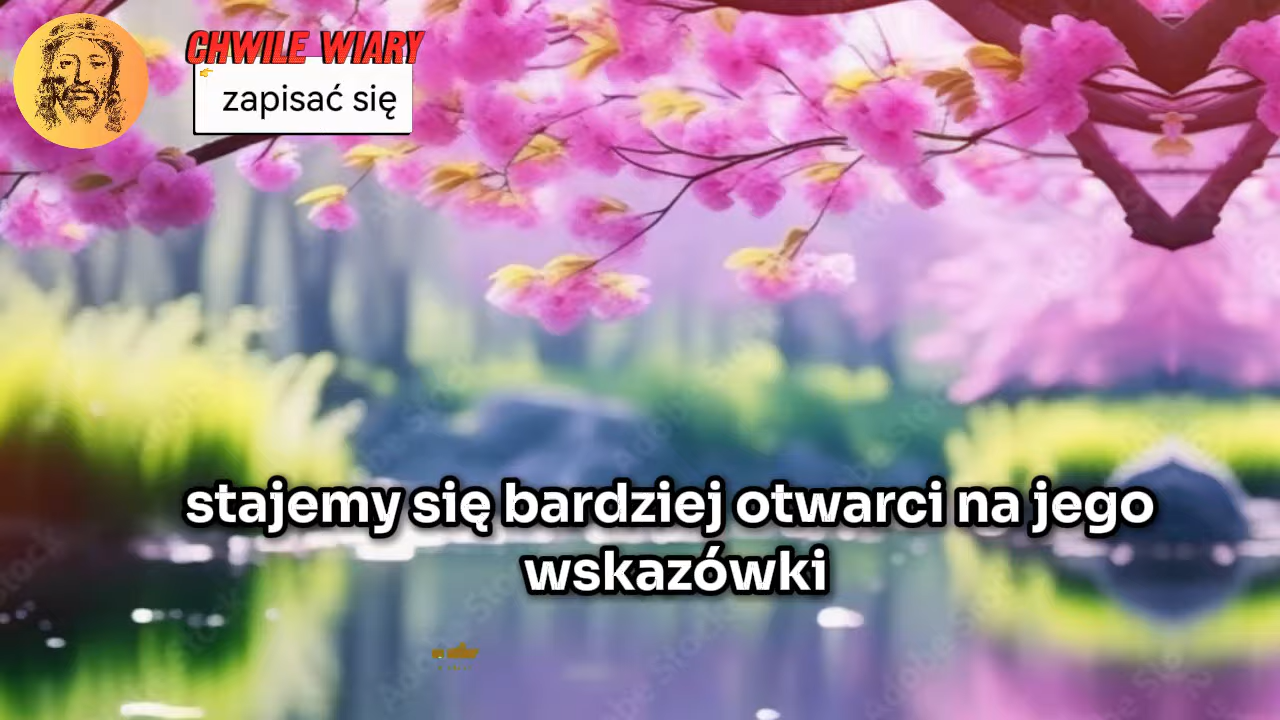 CHWILE WIARY
zapisać się
stajemy się bardziej otwarci na jego
wskazówki